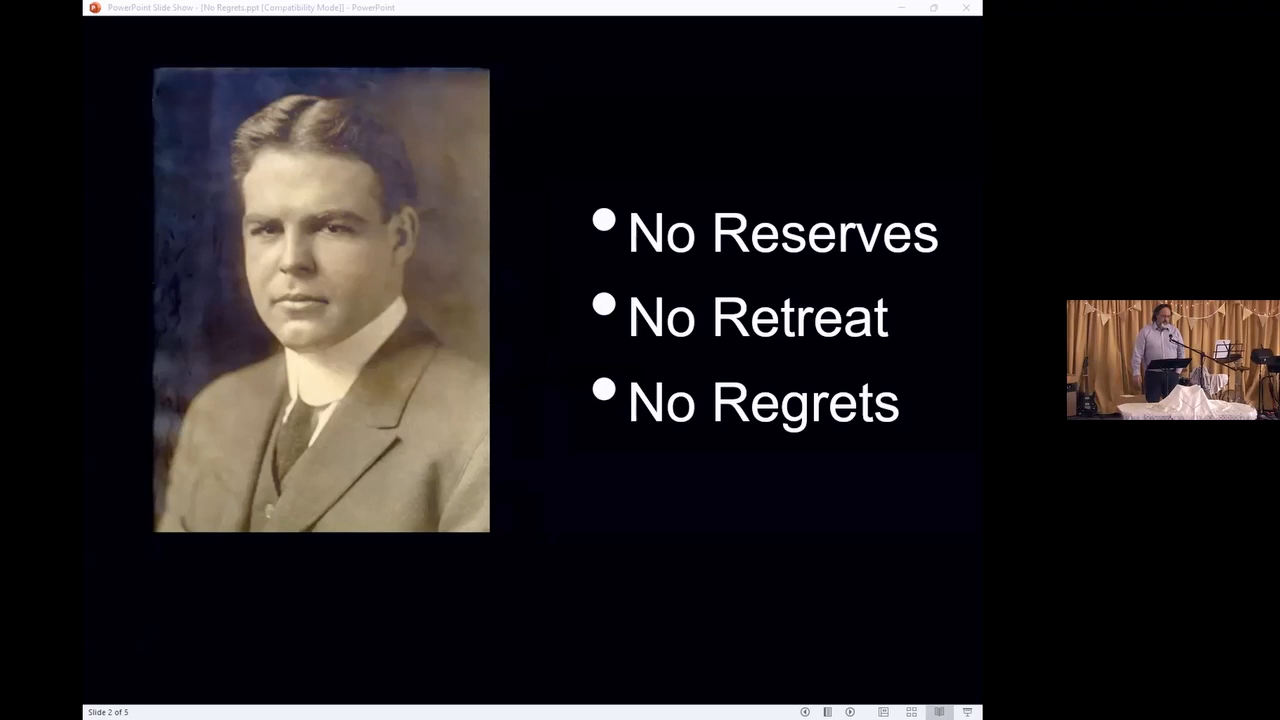 PowerPoint Slide Show - [No Regrets.ppt [Compatibility Mode]] - PowerPoint
• No Reserves
• No Retreat
• No Regrets
Slide 2 of 5